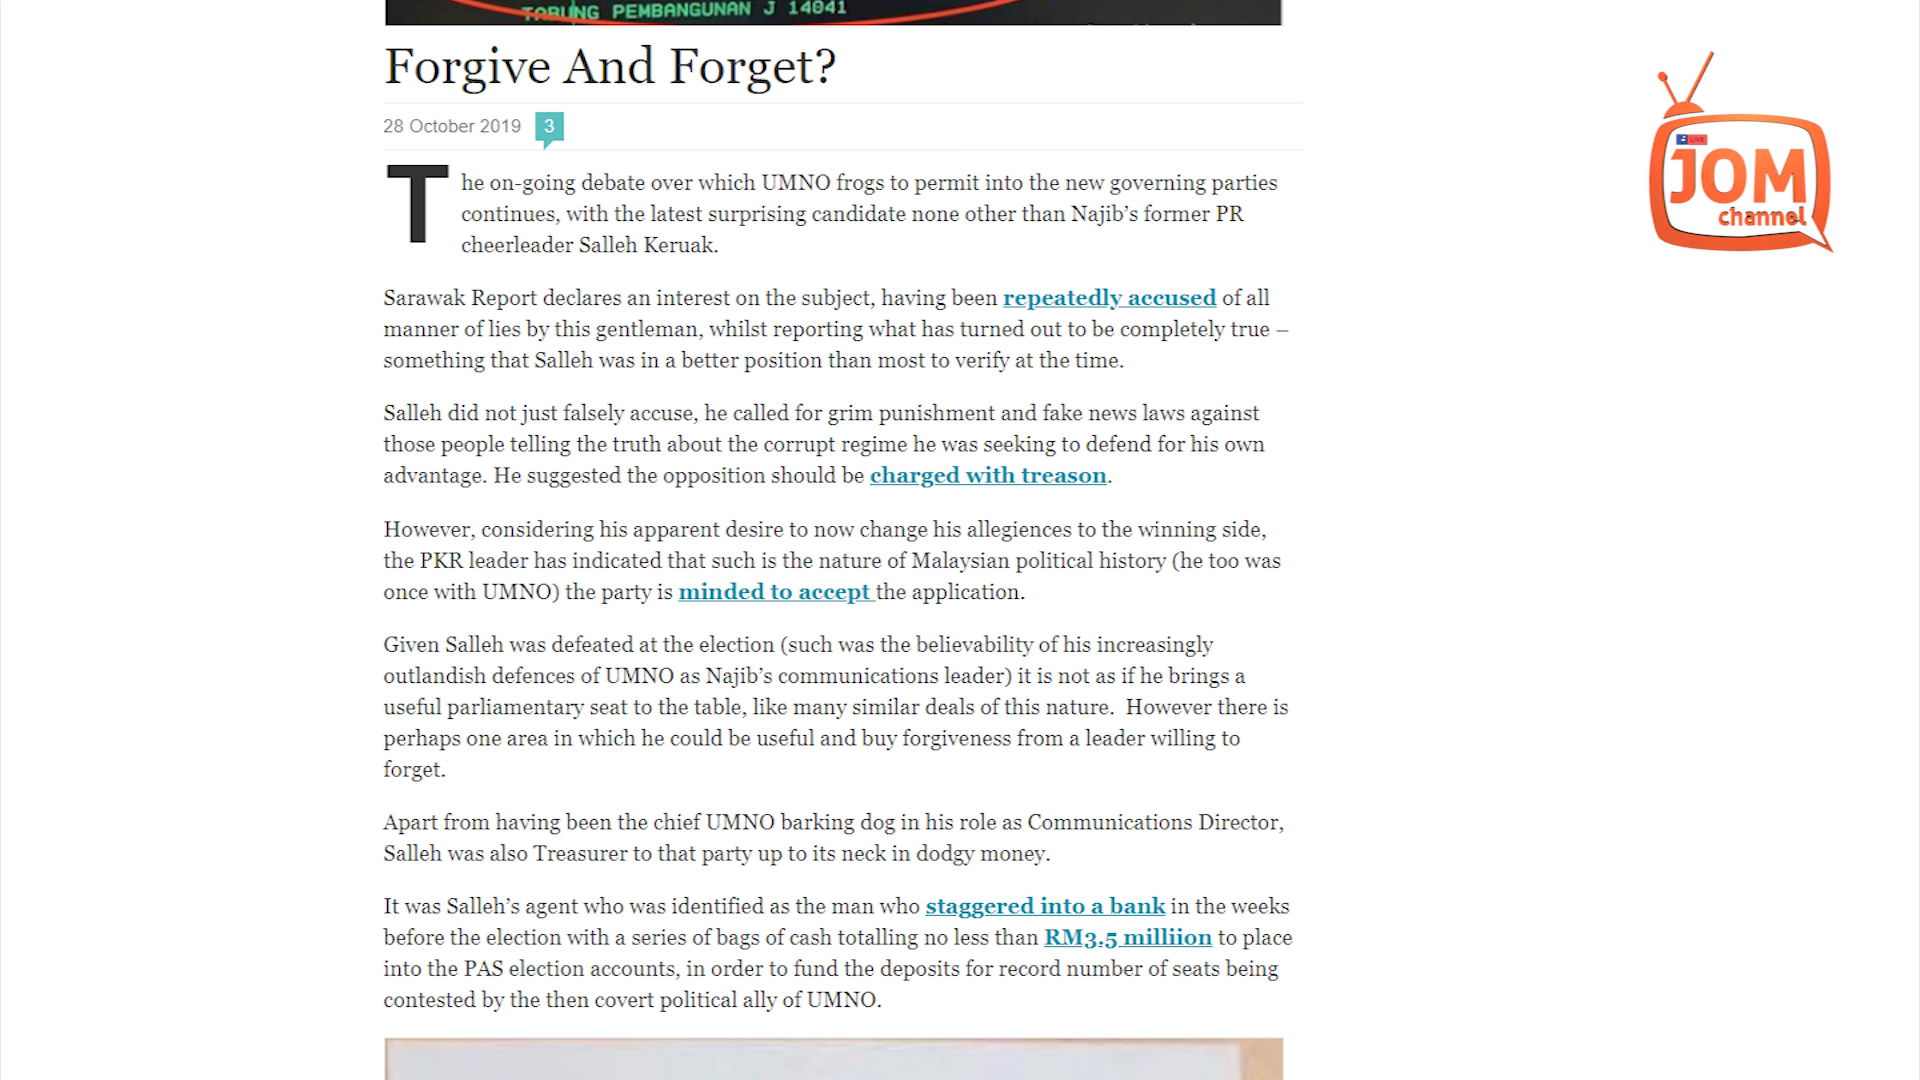 TABUNG PEMBANGUNAN J 14041
Forgive And Forget?
28 October 2019 3
The on-going debate over which UMNO frogs to permit into the new governing parties
continues, with the latest surprising candidate none other than Najib's former PR
cheerleader Salleh Keruak.
Sarawak Report declares an interest on the subject, having been repeatedly accused of all
manner of lies by this gentleman, whilst reporting what has turned out to be completely true –
something that Salleh was in a better position than most to verify at the time.
Salleh did not just falsely accuse, he called for grim punishment and fake news laws against
those people telling the truth about the corrupt regime he was seeking to defend for his own
advantage. He suggested the opposition should be charged with treason.
However, considering his apparent desire to now change his allegiences to the winning side,
the PKR leader has indicated that such is the nature of Malaysian political history (he too was
once with UMNO) the party is minded to accept the application.
Given Salleh was defeated at the election (such was the believability of his increasingly
outlandish defences of UMNO as Najib's communications leader) it is not as if he brings a
useful parliamentary seat to the table, like many similar deals of this nature.  However there is
perhaps one area in which he could be useful and buy forgiveness from a leader willing to
forget.
Apart from having been the chief UMNO barking dog in his role as Communications Director,
Salleh was also Treasurer to that party up to its neck in dodgy money.
It was Salleh's agent who was identified as the man who staggered into a bank in the weeks
before the election with a series of bags of cash totalling no less than RM3.5 milliion to place
into the PAS election accounts, in order to fund the deposits for record number of seats being
contested by the then covert political ally of UMNO.
LIVE
JOM
channel